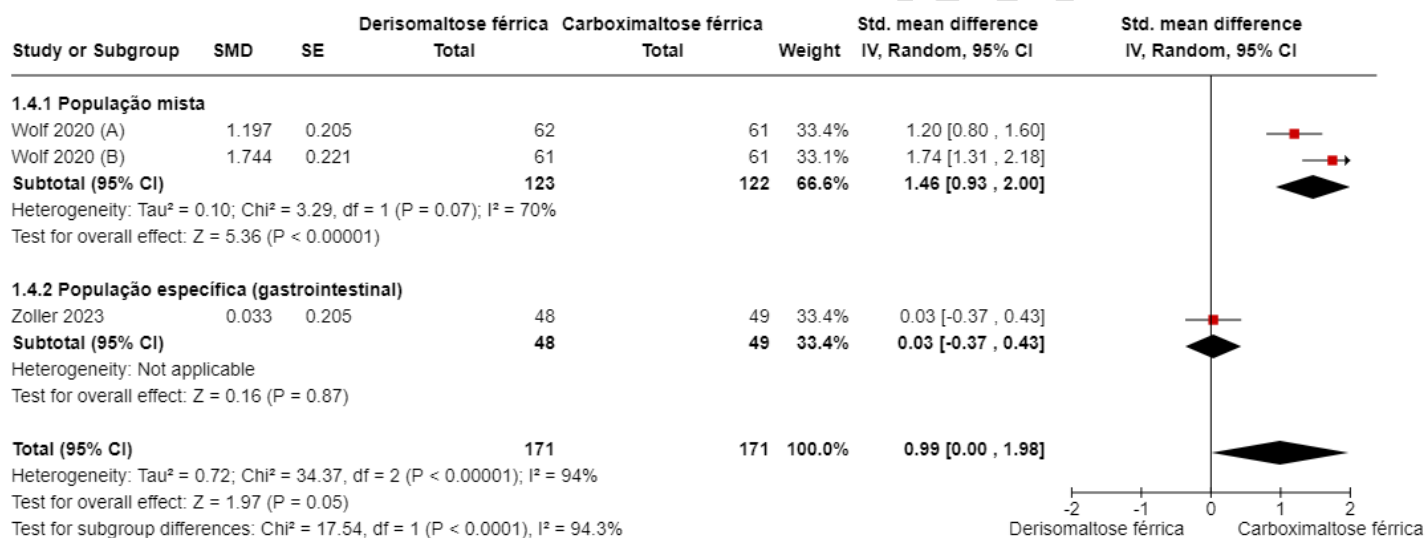 Derisomaltose férrica Carboximaltose férrica Std. mean difference Std. mean difference
Study or Subgroup SMD SE Total Total Weight IV, Random, 95% CI IV, Random, 95% CI
1.4.1 População mista
Wolf 2020 (A) 1.197 0.205 62 61 33.4% 1.20 [0.80 , 1.60]
Wolf 2020 (B) 1.744 0.221 61 61 33.1% 1.74 [1.31 , 2.18]
Subtotal (95% CI) 123 122 66.6% 1.46 [0.93 , 2.00]
Heterogeneity: Tau² = 0.10; Chi² = 3.29, df = 1 (P = 0.07); I² = 70%
Test for overall effect: Z = 5.36 (P < 0.00001)
1.4.2 População específica (gastrointestinal)
Zoller 2023 0.033 0.205 48 49 33.4% 0.03 [-0.37 , 0.43]
Subtotal (95% CI) 48 49 33.4% 0.03 [-0.37 , 0.43]
Heterogeneity: Not applicable
Test for overall effect: Z = 0.16 (P = 0.87)
Total (95% CI) 171 171 100.0% 0.99 [0.00 , 1.98]
Heterogeneity: Tau² = 0.72; Chi² = 34.37, df = 2 (P < 0.00001); I² = 94%
Test for overall effect: Z = 1.97 (P = 0.05)
-2 -1 0 1 2
Test for subgroup differences: Chi² = 17.54, df = 1 (P < 0.0001), I² = 94.3%
Derisomaltose férrica Carboximaltose férrica